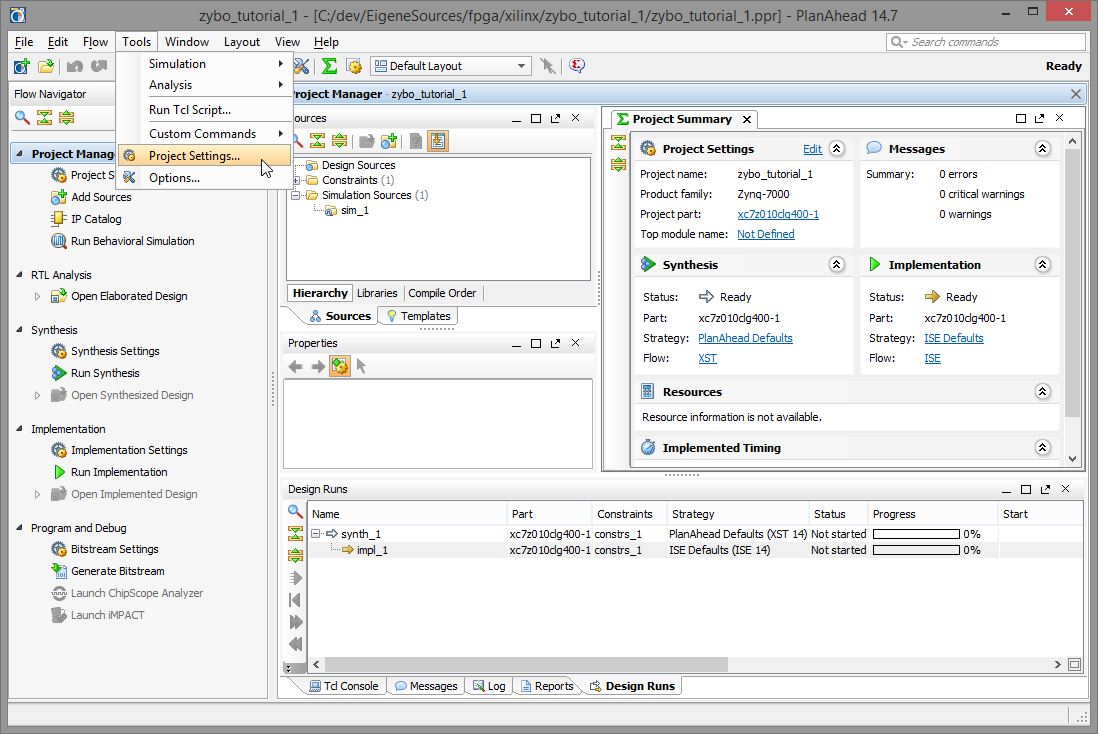 zybo_tutorial_1 - [C:/dev/EigeneSources/fpga/xilinx/zybo_tutorial_1/zybo_tutorial_1.ppr] - PlanAhead 14.7
File Edit Flow Tools Window Layout View Help
Search commands
Default Layout
Ready
Simulation
Analysis
Run Tcl Script...
Custom Commands
Project Settings...
Options...
Flow Navigator
Project Manag
Project S
Add Sources
IP Catalog
Run Behavioral Simulation
RTL Analysis
Open Elaborated Design
Synthesis
Synthesis Settings
Run Synthesis
Open Synthesized Design
Implementation
Implementation Settings
Run Implementation
Open Implemented Design
Program and Debug
Bitstream Settings
Generate Bitstream
Launch ChipScope Analyzer
Launch iMPACT
roject Manager - zybo_tutorial_1
ources
Design Sources
Constraints (1)
Simulation Sources (1)
sim_1
Hierarchy Libraries Compile Order
Sources Templates
Properties
Project Summary
Project Settings Edit
Project name: zybo_tutorial_1
Product family: Zynq-7000
Project part: xc7z010clg400-1
Top module name: Not Defined
Messages
Summary: 0 errors
0 critical warnings
0 warnings
Synthesis
Status: Ready
Part: xc7z010clg400-1
Strategy: PlanAhead Defaults
Flow: XST
Implementation
Status: Ready
Part: xc7z010clg400-1
Strategy: ISE Defaults
Flow: ISE
Resources
Resource information is not available.
Implemented Timing
Design Runs
Name Part Constraints Strategy Status Progress Start
synth_1 xc7z010clg400-1 constrs_1 PlanAhead Defaults (XST 14) Not started 0%
impl_1 xc7z010clg400-1 constrs_1 ISE Defaults (ISE 14) Not started 0%
Tcl Console Messages Log Reports Design Runs